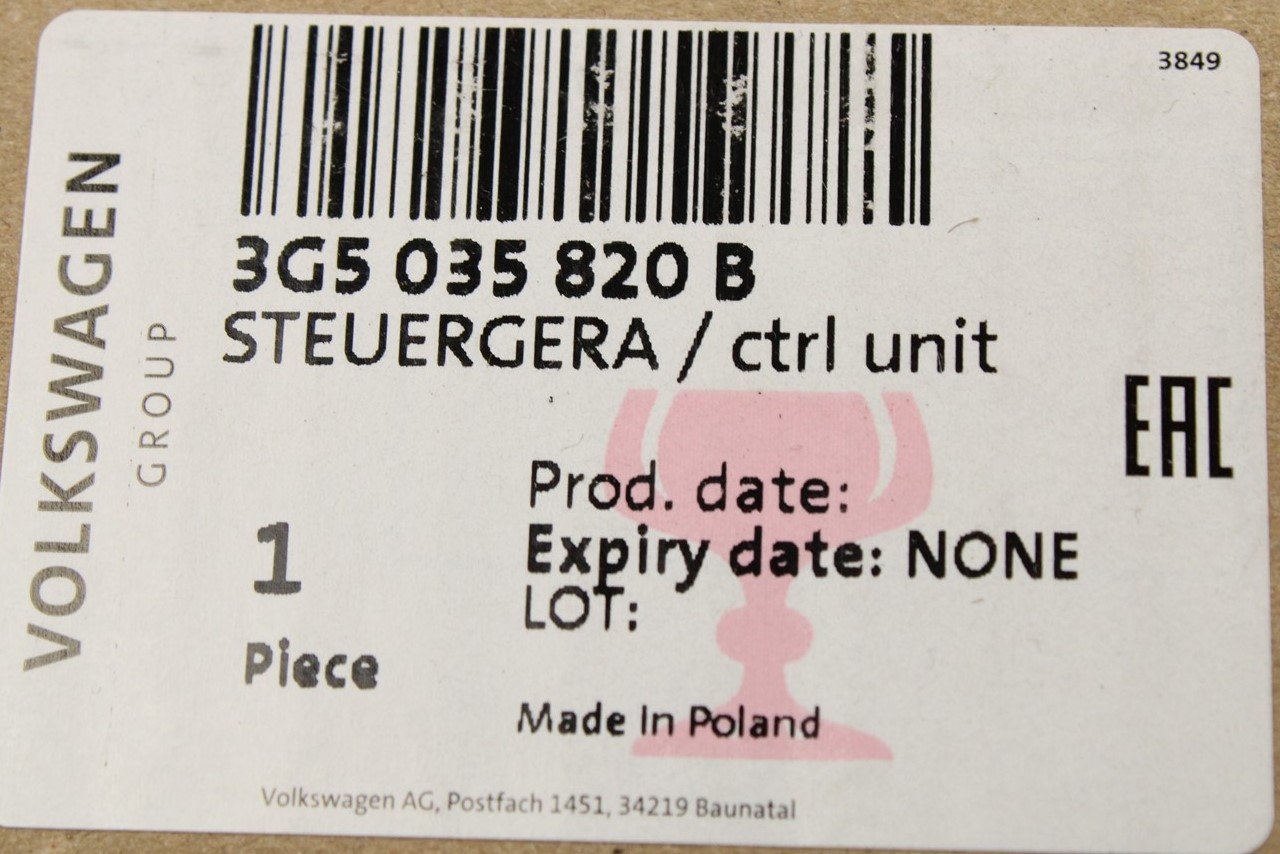 3849
VOLKSWAGEN
GROUP
3G5 035 820 B
STEUERGERA / ctrl unit
EAC
Prod. date:
Expiry date: NONE
LOT:
1
Piece
Made In Poland
Volkswagen AG, Postfach 1451, 34219 Baunatal